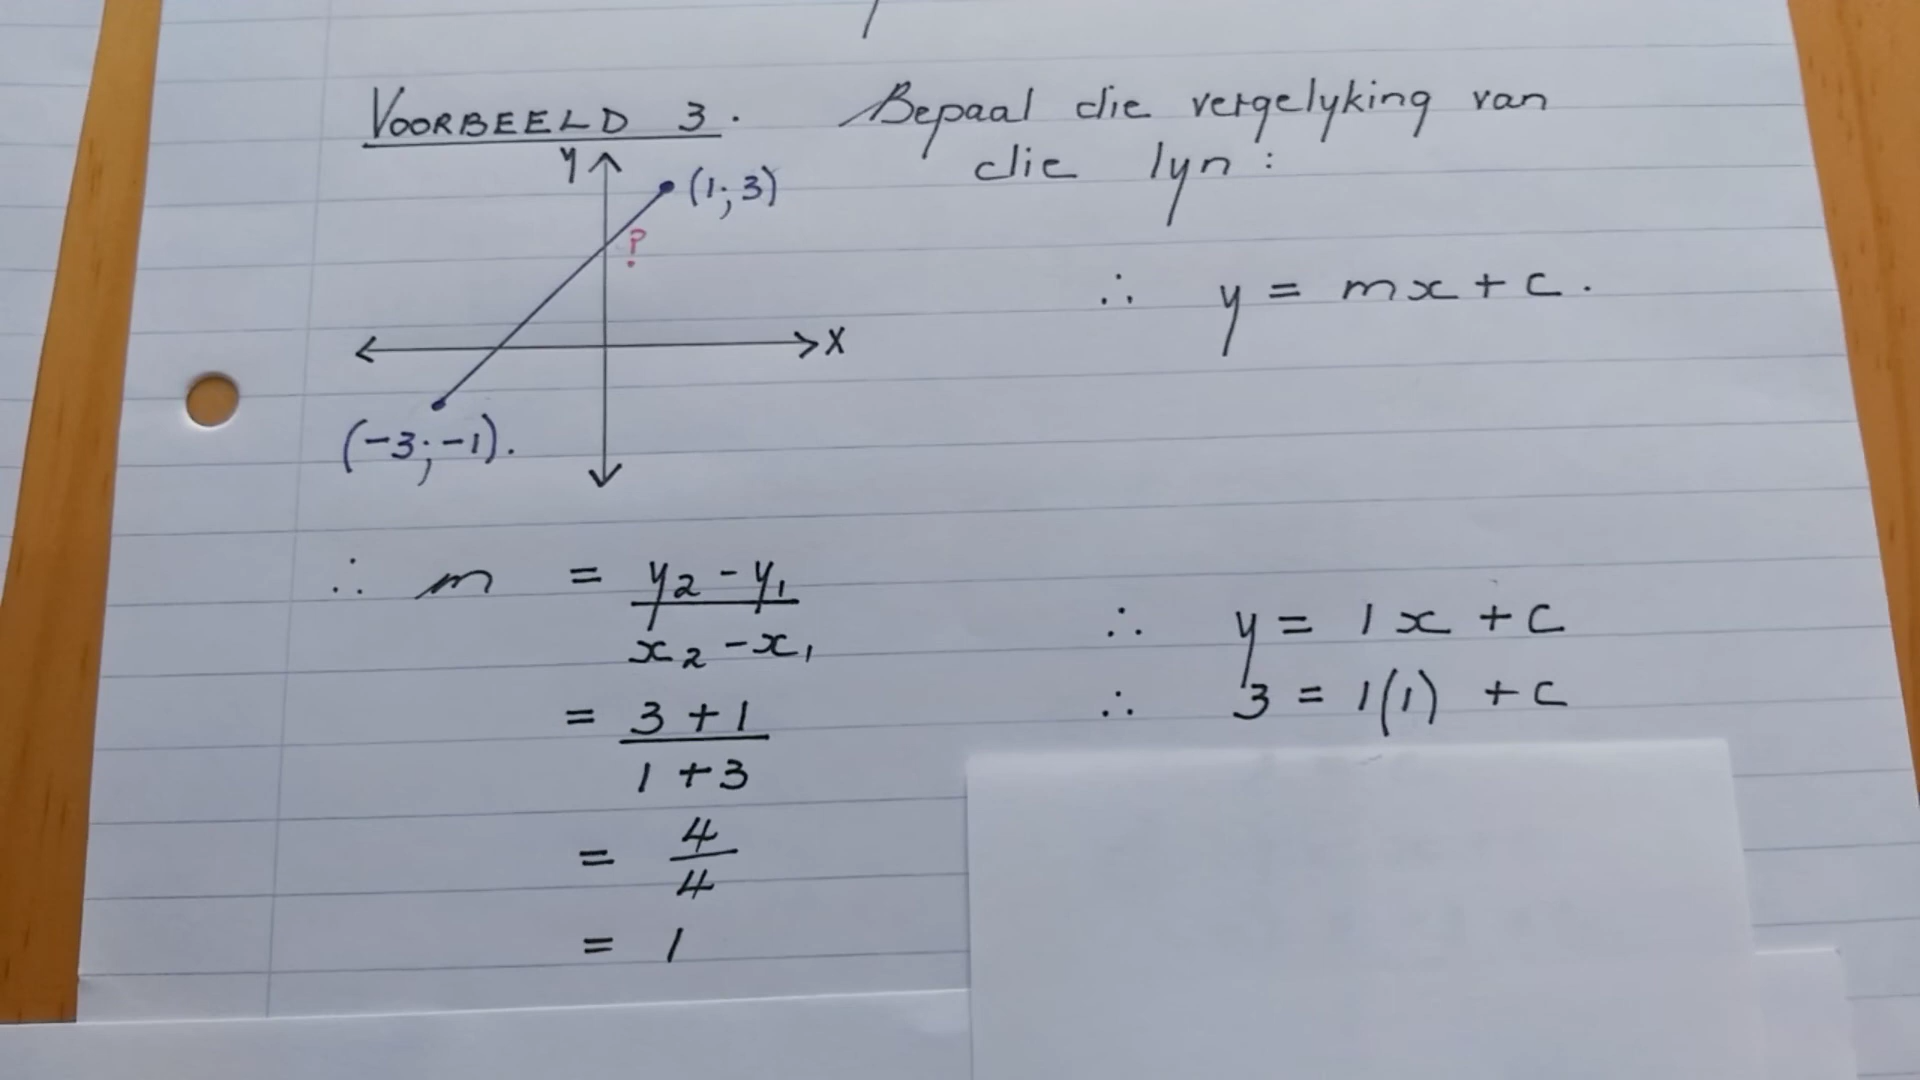 VOORBEELD 3. Bepaal die vergelyking van
die lyn:
y
(1; 3)
?
∴ y = mx + c.
x
(-3; -1).
∴ m = y₂ - y₁
x₂ - x₁
= 3 + 1
1 + 3
= 4
4
= 1
∴ y = 1x + c
∴ 3 = 1(1) + c